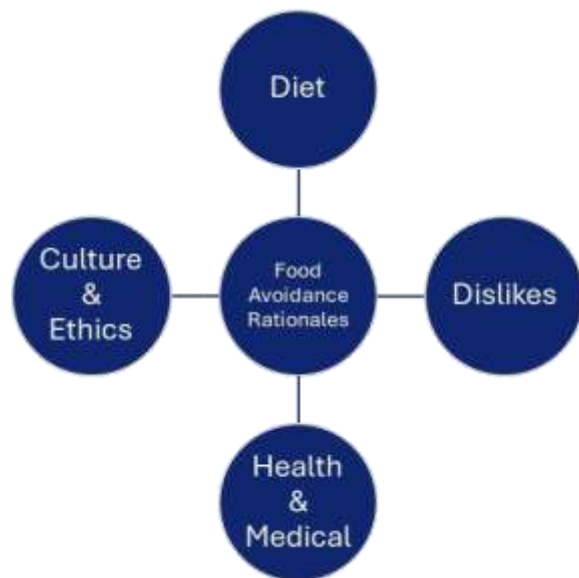 Diet
Culture
&
Ethics
Food
Avoidance
Rationales
Dislikes
Health
&
Medical